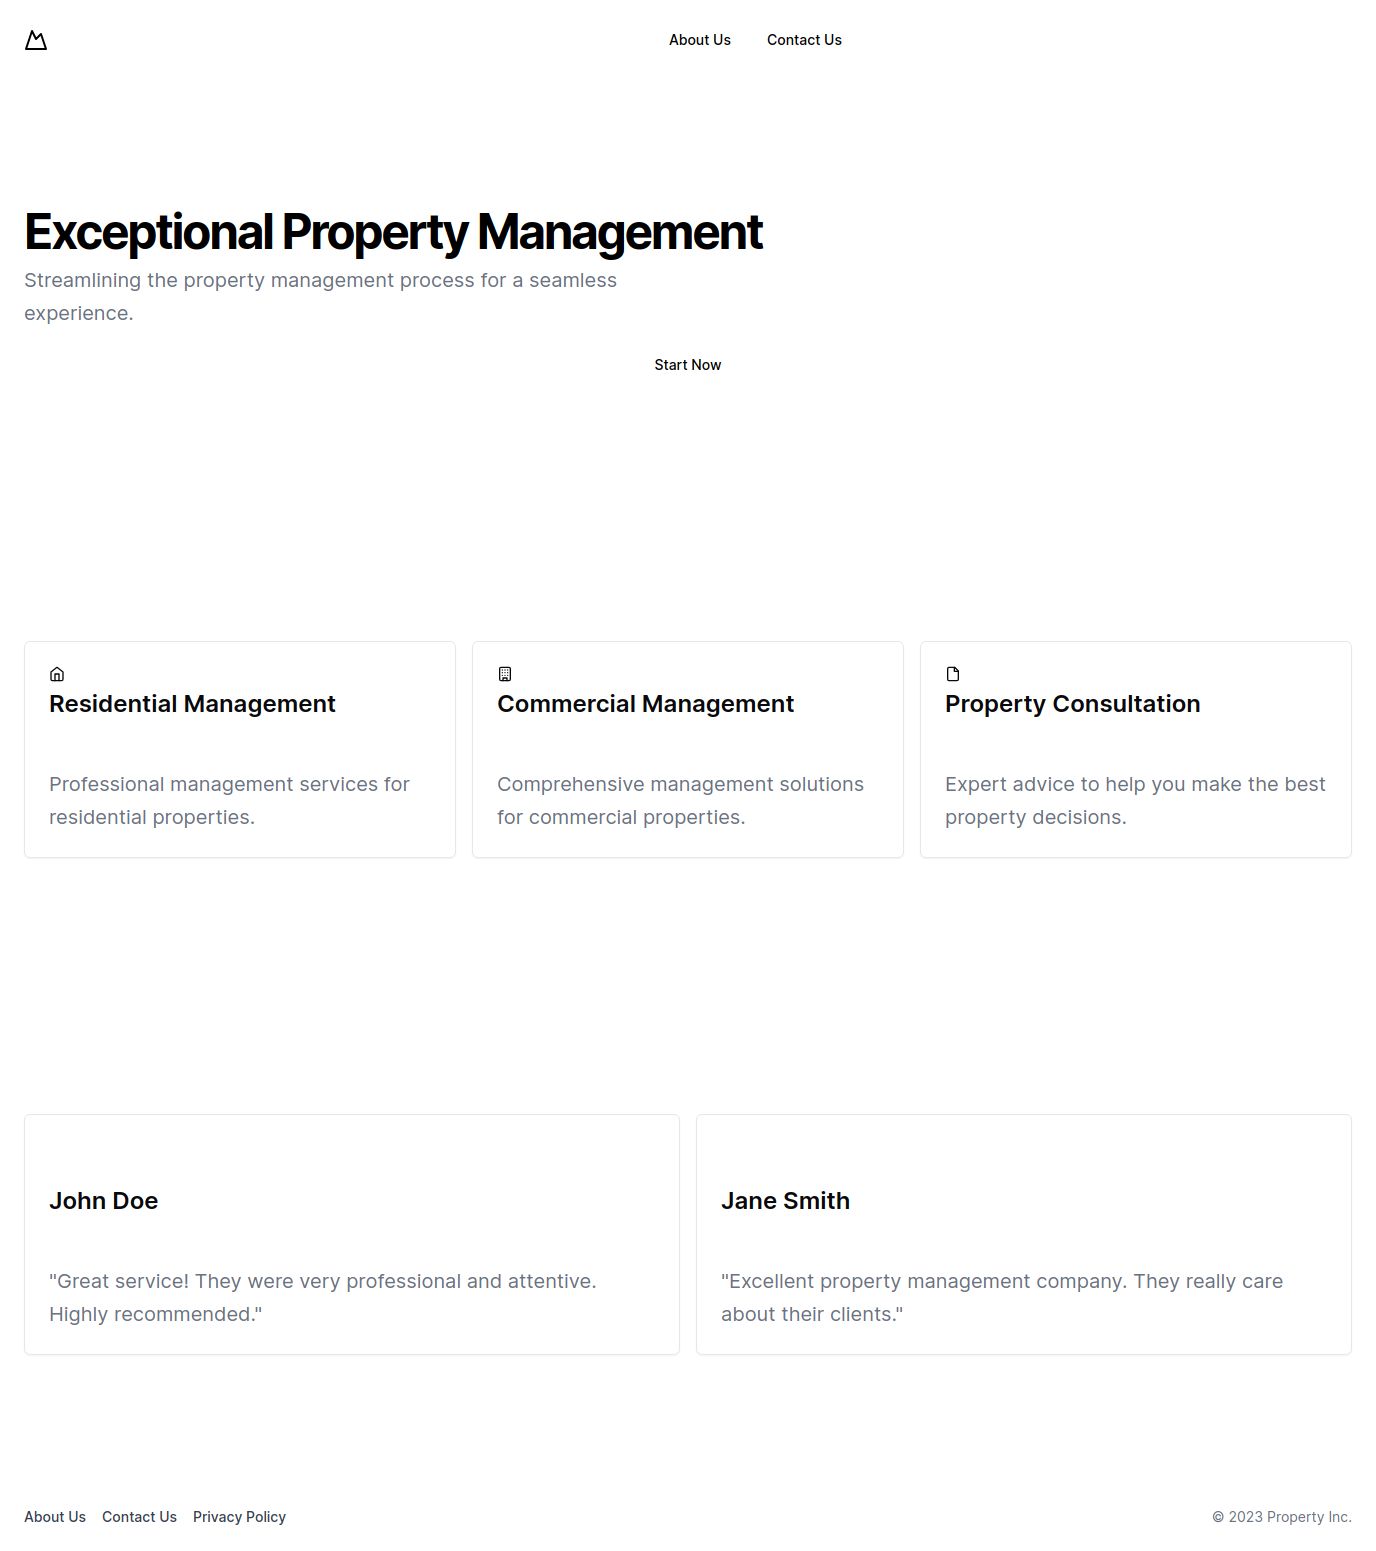 About Us
Contact Us
Exceptional Property Management
Streamlining the property management process for a seamless
experience.
Start Now
Residential Management
Professional management services for
residential properties.
Commercial Management
Comprehensive management solutions
for commercial properties.
Property Consultation
Expert advice to help you make the best
property decisions.
John Doe
"Great service! They were very professional and attentive.
Highly recommended."
Jane Smith
"Excellent property management company. They really care
about their clients."
About Us
Contact Us
Privacy Policy
© 2023 Property Inc.